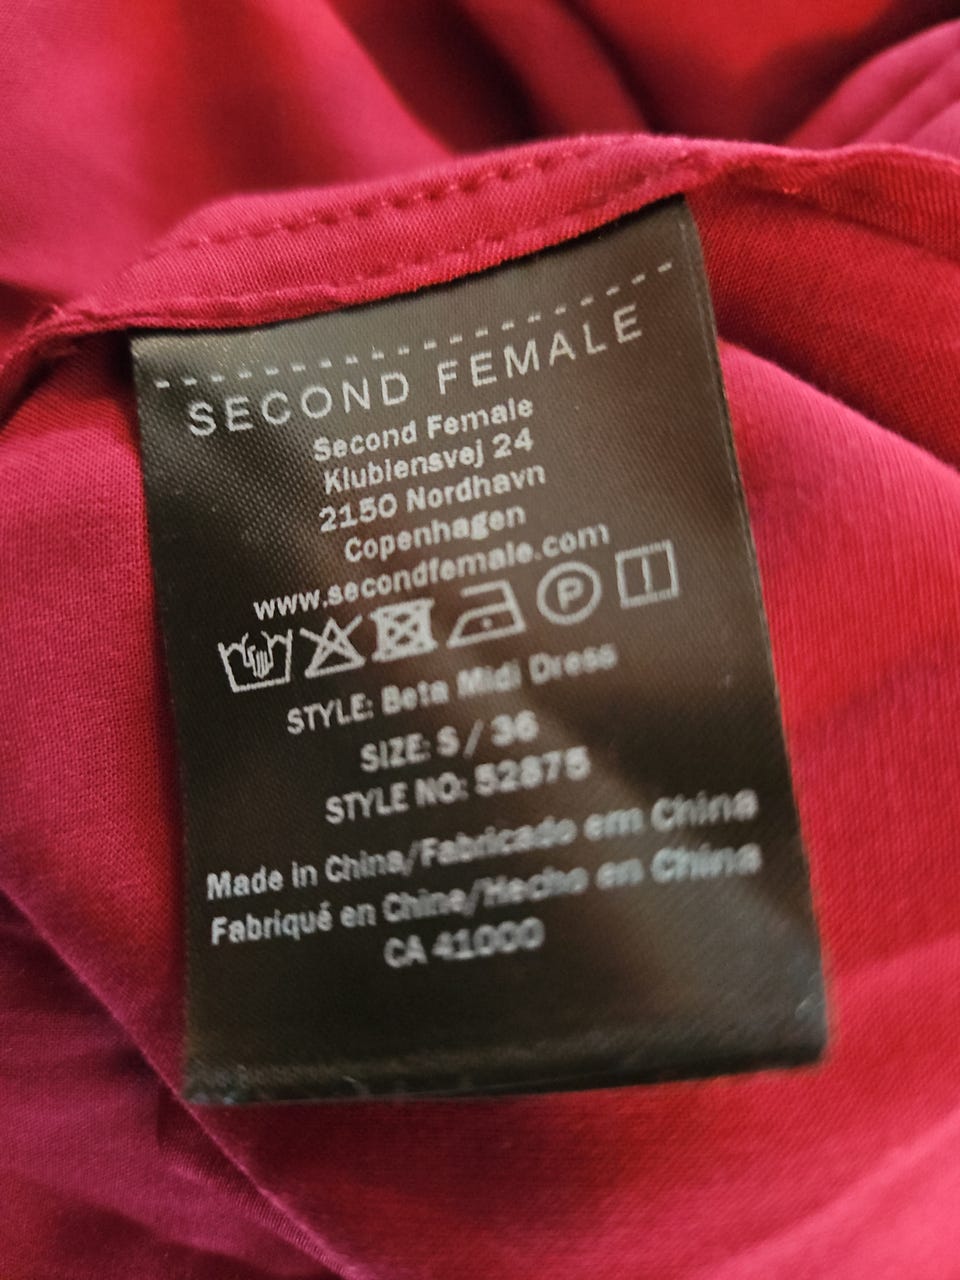 SECOND FEMALE
Second Female
Klubiensvej 24
2150 Nordhavn
Copenhagen
www.secondfemale.com
P
STYLE: Beta Midi Dress
SIZE: S / 36
STYLE NO: 52875
Made in China/Fabricado em China
Fabriqué en Chine/Hecho en China
CA 41000